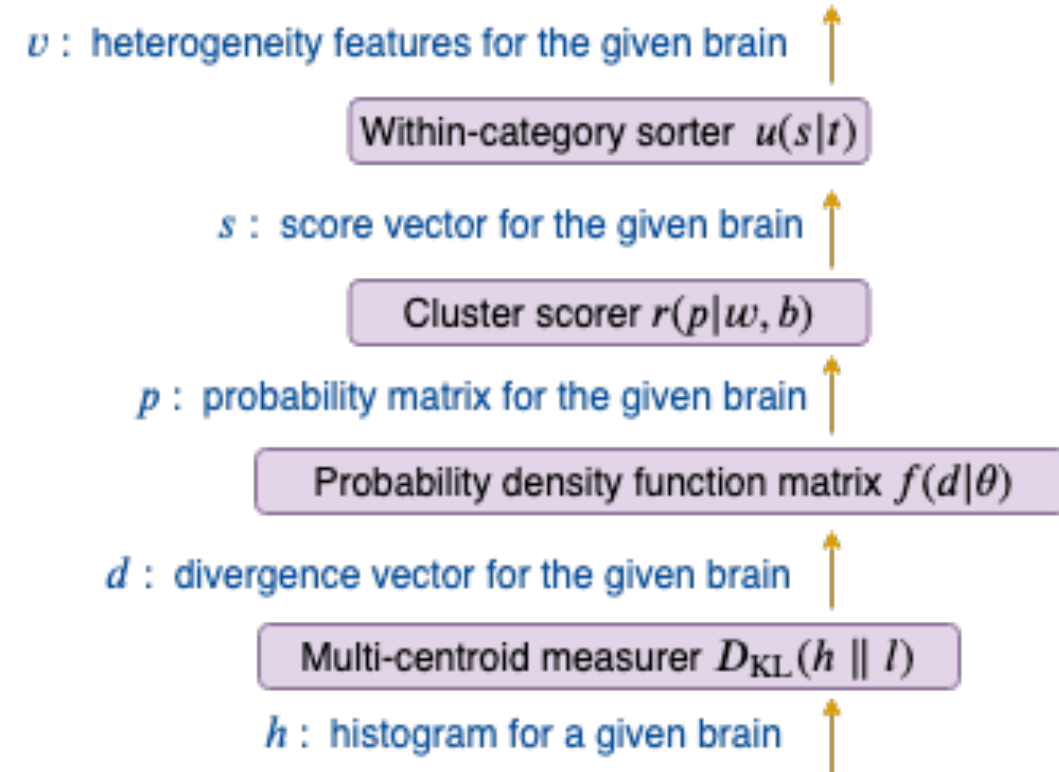 v : heterogeneity features for the given brain
Within-category sorter u(s|t)
s : score vector for the given brain
Cluster scorer r(p|w, b)
p : probability matrix for the given brain
Probability density function matrix f(d|θ)
d : divergence vector for the given brain
Multi-centroid measurer D_KL(h ∥ l)
h : histogram for a given brain